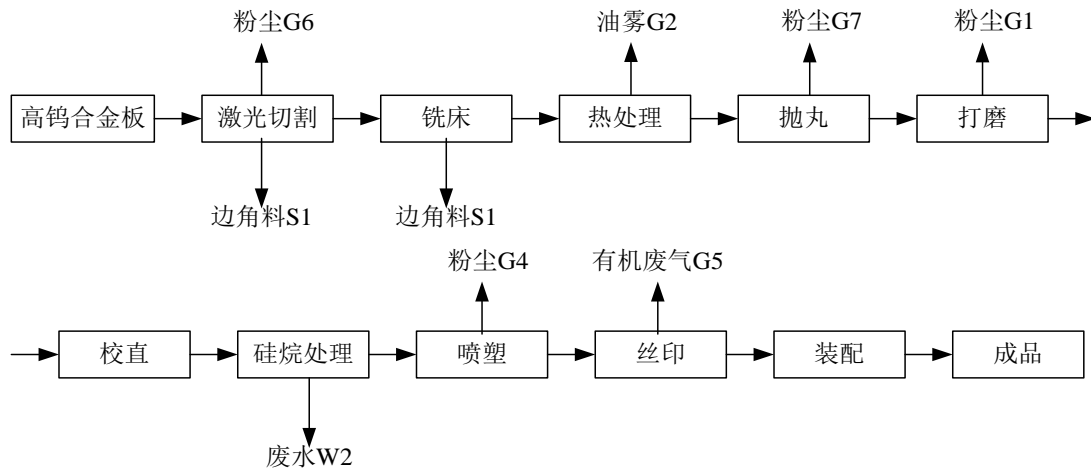 粉尘G6 油雾G2 粉尘G7 粉尘G1
高钨合金板 激光切割 铣床 热处理 抛丸 打磨
边角料S1 边角料S1
粉尘G4 有机废气G5
校直 硅烷处理 喷塑 丝印 装配 成品
废水W2